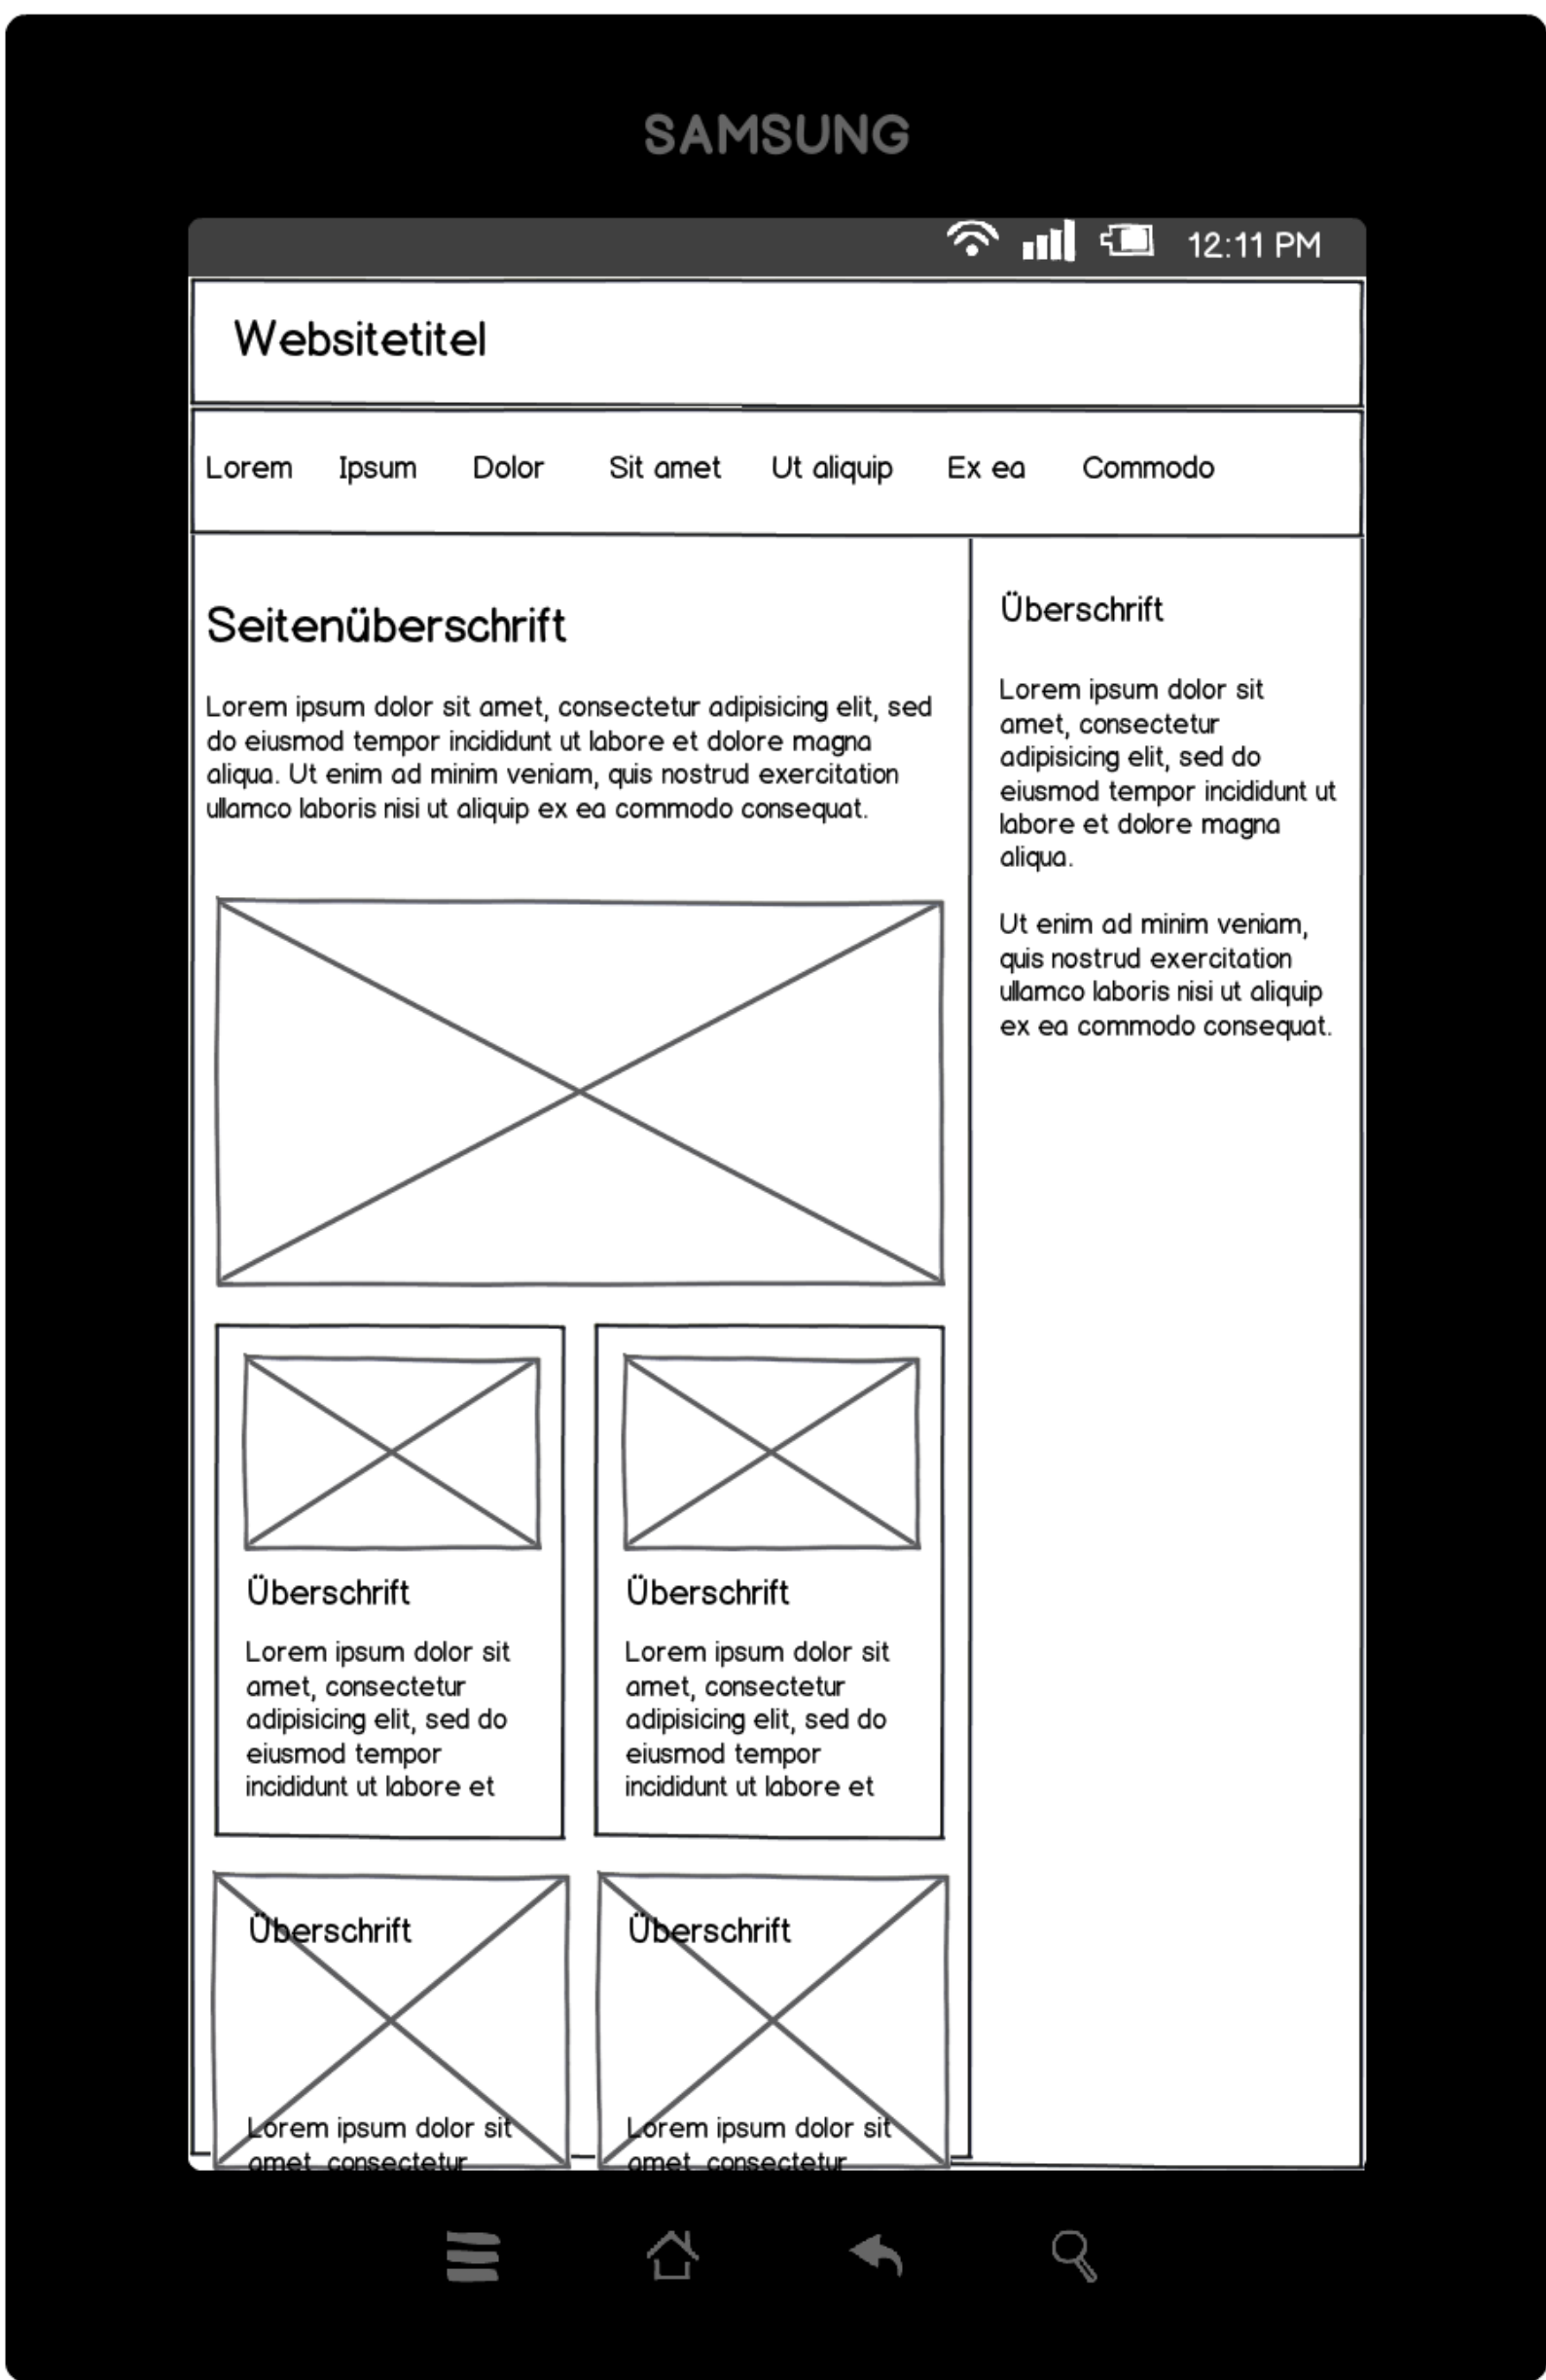 SAMSUNG
12:11 PM
Websitetitel
Lorem Ipsum Dolor Sit amet Ut aliquip Ex ea Commodo
Seitenüberschrift
Lorem ipsum dolor sit amet, consectetur adipisicing elit, sed
do eiusmod tempor incididunt ut labore et dolore magna
aliqua. Ut enim ad minim veniam, quis nostrud exercitation
ullamco laboris nisi ut aliquip ex ea commodo consequat.
Überschrift
Lorem ipsum dolor sit
amet, consectetur
adipisicing elit, sed do
eiusmod tempor
incididunt ut labore et
Überschrift
Lorem ipsum dolor sit
amet, consectetur
adipisicing elit, sed do
eiusmod tempor
incididunt ut labore et
Überschrift
Lorem ipsum dolor sit
amet, consectetur
Überschrift
Lorem ipsum dolor sit
amet, consectetur
Überschrift
Lorem ipsum dolor sit
amet, consectetur
adipisicing elit, sed do
eiusmod tempor incididunt ut
labore et dolore magna
aliqua.
Ut enim ad minim veniam,
quis nostrud exercitation
ullamco laboris nisi ut aliquip
ex ea commodo consequat.